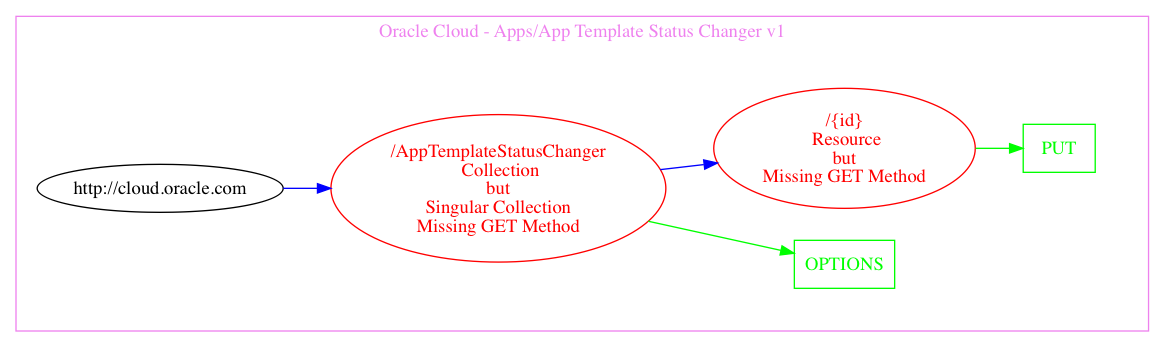 Oracle Cloud - Apps/App Template Status Changer v1
http://cloud.oracle.com
/AppTemplateStatusChanger
Collection
but
Singular Collection
Missing GET Method
/{id}
Resource
but
Missing GET Method
PUT
OPTIONS